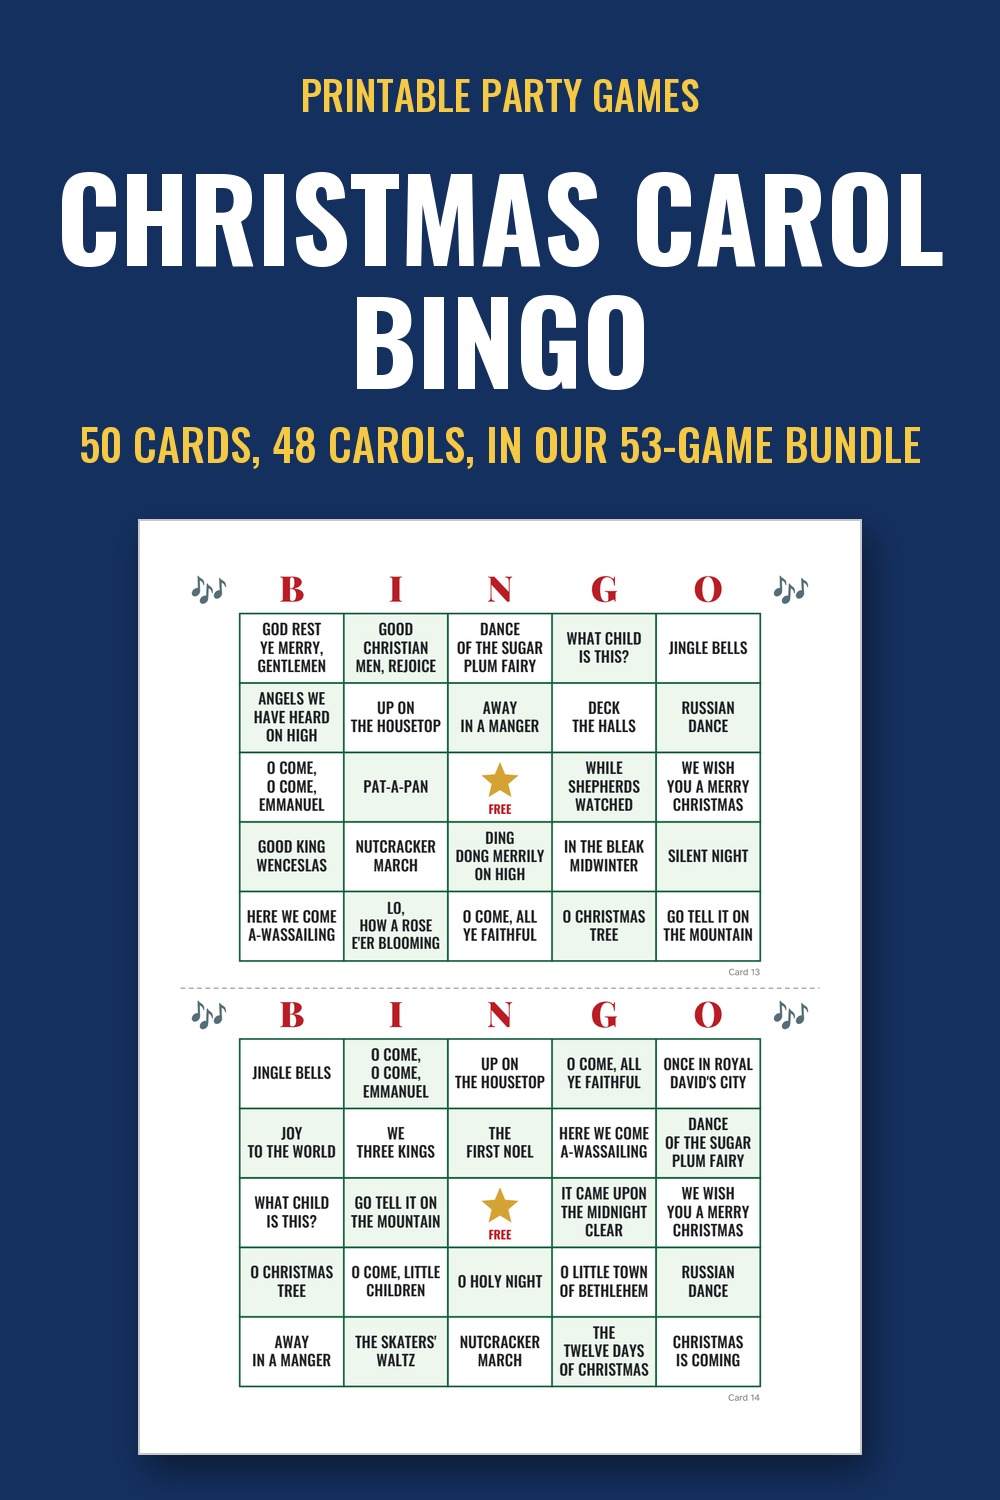 PRINTABLE PARTY GAMES
CHRISTMAS CAROL
BINGO
50 CARDS, 48 CAROLS, IN OUR 53-GAME BUNDLE
B I N G O
GOD REST
YE MERRY,
GENTLEMEN
GOOD
CHRISTIAN
MEN, REJOICE
DANCE
OF THE SUGAR
PLUM FAIRY
WHAT CHILD
IS THIS?
JINGLE BELLS
ANGELS WE
HAVE HEARD
ON HIGH
UP ON
THE HOUSETOP
AWAY
IN A MANGER
DECK
THE HALLS
RUSSIAN
DANCE
O COME,
O COME,
EMMANUEL
PAT-A-PAN
FREE
WHILE
SHEPHERDS
WATCHED
WE WISH
YOU A MERRY
CHRISTMAS
GOOD KING
WENCESLAS
NUTCRACKER
MARCH
DING
DONG MERRILY
ON HIGH
IN THE BLEAK
MIDWINTER
SILENT NIGHT
HERE WE COME
A-WASSAILING
LO,
HOW A ROSE
E'ER BLOOMING
O COME, ALL
YE FAITHFUL
O CHRISTMAS
TREE
GO TELL IT ON
THE MOUNTAIN
Card 13
B I N G O
JINGLE BELLS
O COME,
O COME,
EMMANUEL
UP ON
THE HOUSETOP
O COME, ALL
YE FAITHFUL
ONCE IN ROYAL
DAVID'S CITY
JOY
TO THE WORLD
WE
THREE KINGS
THE
FIRST NOEL
HERE WE COME
A-WASSAILING
DANCE
OF THE SUGAR
PLUM FAIRY
WHAT CHILD
IS THIS?
GO TELL IT ON
THE MOUNTAIN
FREE
IT CAME UPON
THE MIDNIGHT
CLEAR
WE WISH
YOU A MERRY
CHRISTMAS
O CHRISTMAS
TREE
O COME, LITTLE
CHILDREN
O HOLY NIGHT
O LITTLE TOWN
OF BETHLEHEM
RUSSIAN
DANCE
AWAY
IN A MANGER
THE SKATERS'
WALTZ
NUTCRACKER
MARCH
THE
TWELVE DAYS
OF CHRISTMAS
CHRISTMAS
IS COMING
Card 14